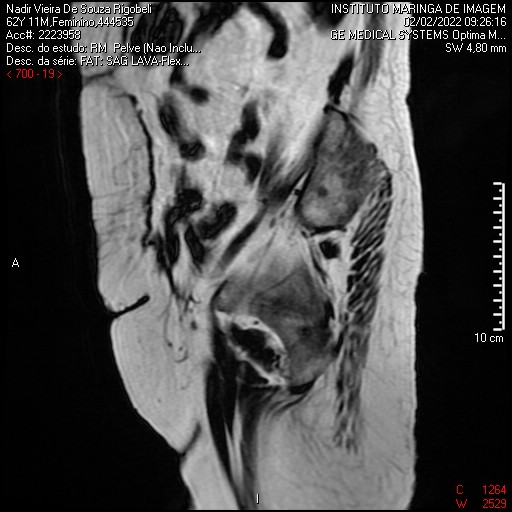 Nadir Vieira De Souza Rigobeli
62Y 11M,Feminino,444535
Acc#: 2223958
Desc. do estudo: RM Pelve (Nao Inclu...
Desc. da série: FAT: SAG LAVA-Flex...
< 700 - 19 >
INSTITUTO MARINGA DE IMAGEM
02/02/2022 09:26:16
GE MEDICAL SYSTEMS Optima M...
SW 4,80 mm
A
10 cm
I
C 1264
W 2529